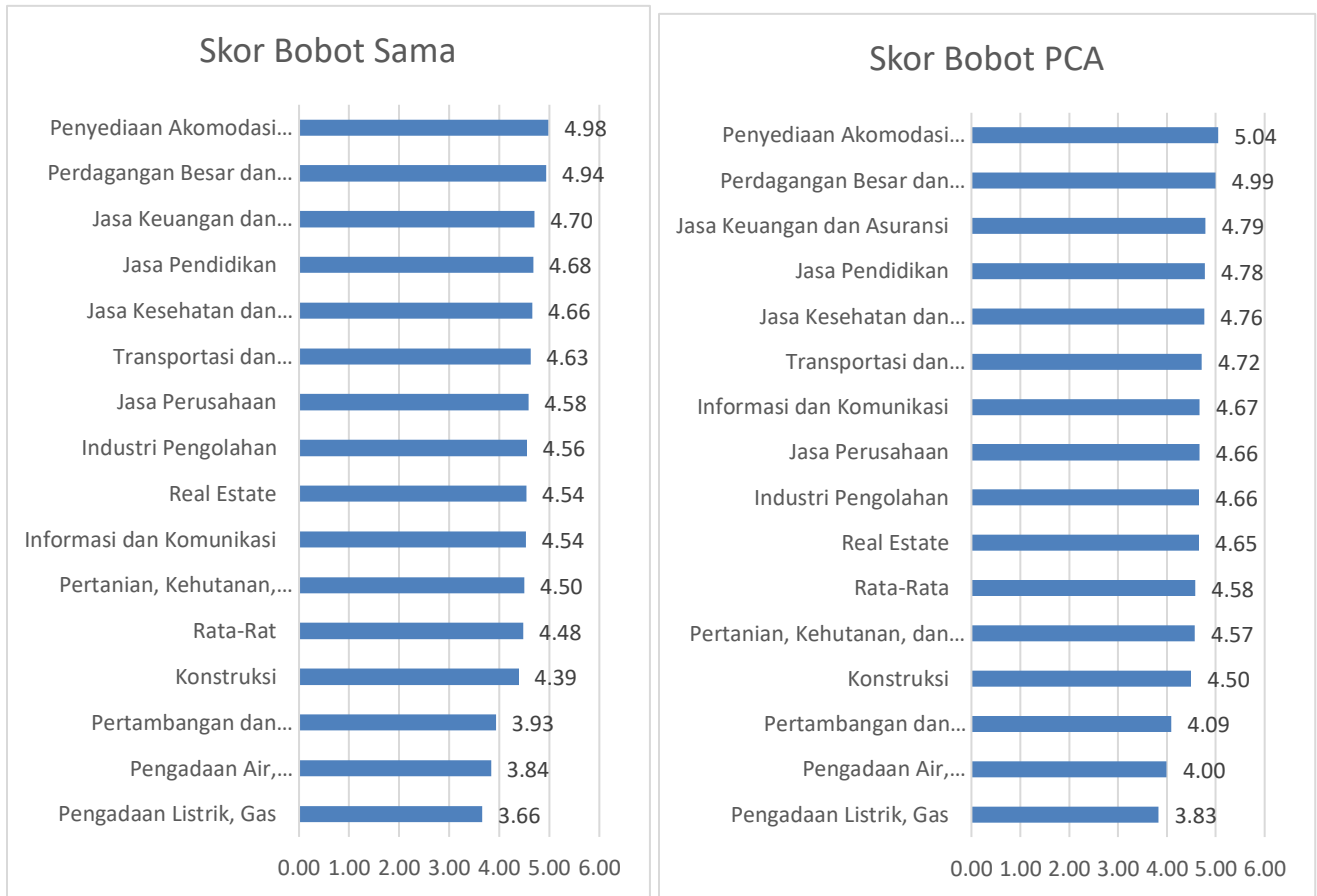 Skor Bobot Sama
Penyediaan Akomodasi... 4.98
Perdagangan Besar dan... 4.94
Jasa Keuangan dan... 4.70
Jasa Pendidikan 4.68
Jasa Kesehatan dan... 4.66
Transportasi dan... 4.63
Jasa Perusahaan 4.58
Industri Pengolahan 4.56
Real Estate 4.54
Informasi dan Komunikasi 4.54
Pertanian, Kehutanan,... 4.50
Rata-Rat 4.48
Konstruksi 4.39
Pertambangan dan... 3.93
Pengadaan Air,... 3.84
Pengadaan Listrik, Gas 3.66
0.00 1.00 2.00 3.00 4.00 5.00 6.00
Skor Bobot PCA
Penyediaan Akomodasi... 5.04
Perdagangan Besar dan... 4.99
Jasa Keuangan dan Asuransi 4.79
Jasa Pendidikan 4.78
Jasa Kesehatan dan... 4.76
Transportasi dan... 4.72
Informasi dan Komunikasi 4.67
Jasa Perusahaan 4.66
Industri Pengolahan 4.66
Real Estate 4.65
Rata-Rata 4.58
Pertanian, Kehutanan, dan... 4.57
Konstruksi 4.50
Pertambangan dan... 4.09
Pengadaan Air,... 4.00
Pengadaan Listrik, Gas 3.83
0.00 1.00 2.00 3.00 4.00 5.00 6.00